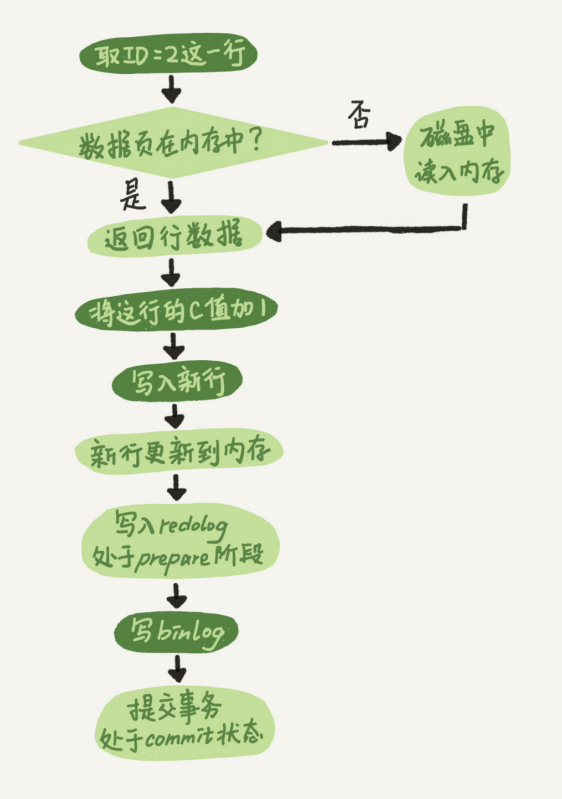 取ID=2这一行
数据页在内存中？
否
磁盘中
读入内存
是
返回行数据
将这行的C值加1
写入新行
新行更新到内存
写入redolog
处于prepare阶段
写binlog
提交事务
处于commit状态